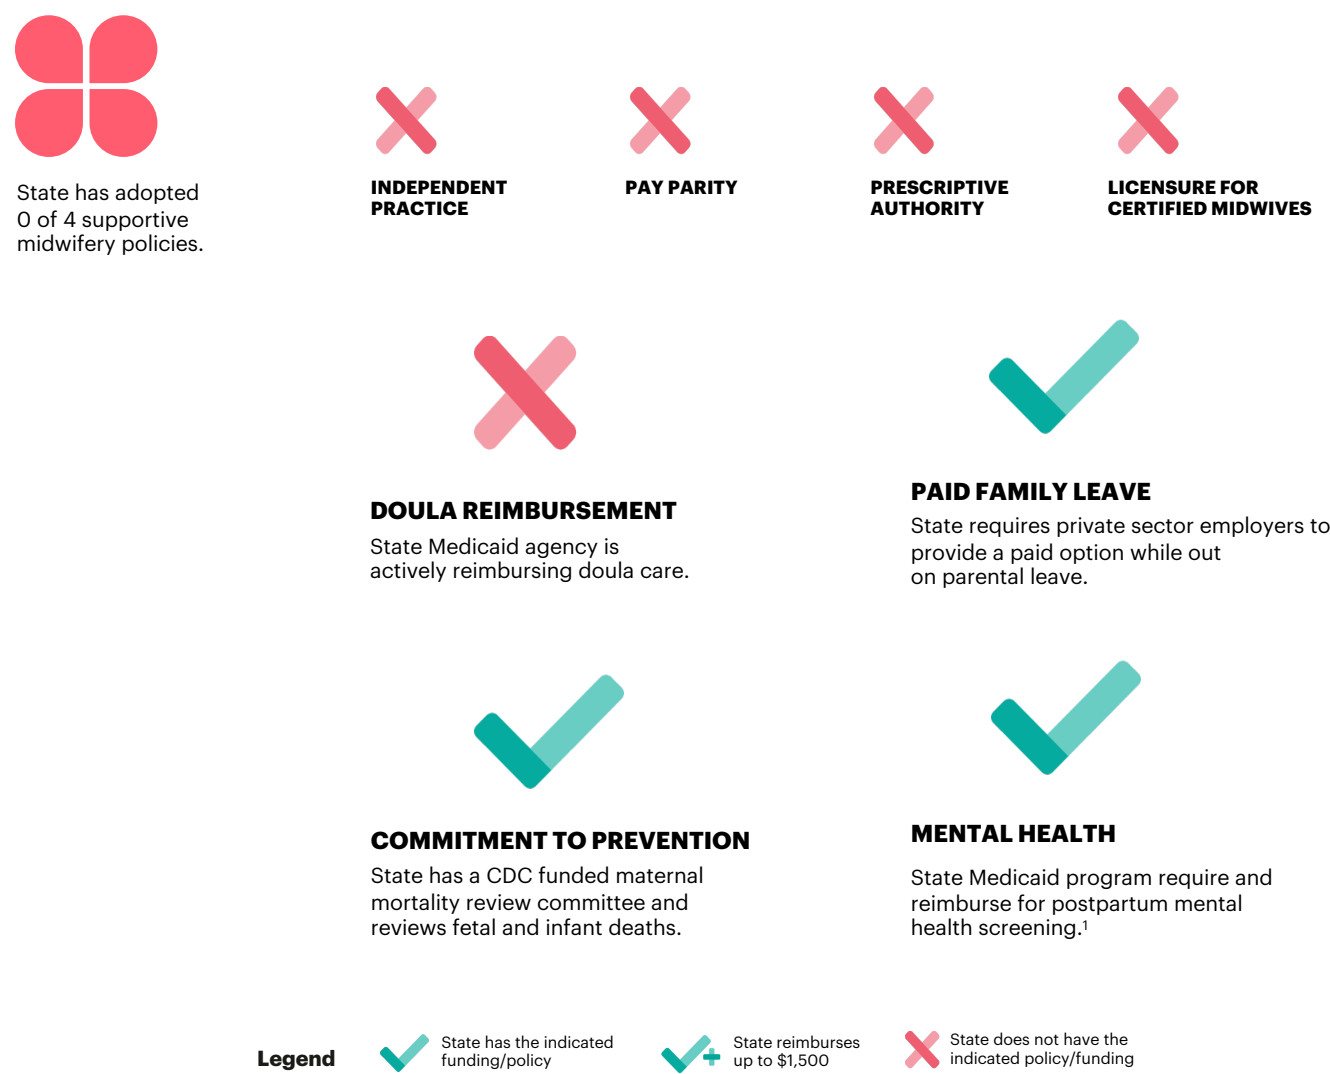 State has adopted
0 of 4 supportive
midwifery policies.
INDEPENDENT
PRACTICE
PAY PARITY
PRESCRIPTIVE
AUTHORITY
LICENSURE FOR
CERTIFIED MIDWIVES
DOULA REIMBURSEMENT
State Medicaid agency is
actively reimbursing doula care.
PAID FAMILY LEAVE
State requires private sector employers to
provide a paid option while out
on parental leave.
COMMITMENT TO PREVENTION
State has a CDC funded maternal
mortality review committee and
reviews fetal and infant deaths.
MENTAL HEALTH
State Medicaid program require and
reimburse for postpartum mental
health screening.¹
Legend
State has the indicated
funding/policy
State reimburses
up to $1,500
State does not have the
indicated policy/funding